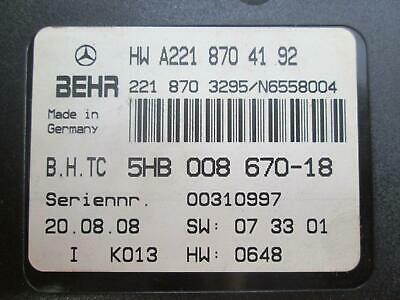 HW A221 870 41 92
BEHR 221 870 3295/N6558004
Made in
Germany
B.H.TC 5HB 008 670-18
Seriennr. 00310997
20.08.08 SW: 07 33 01
I K013 HW: 0648